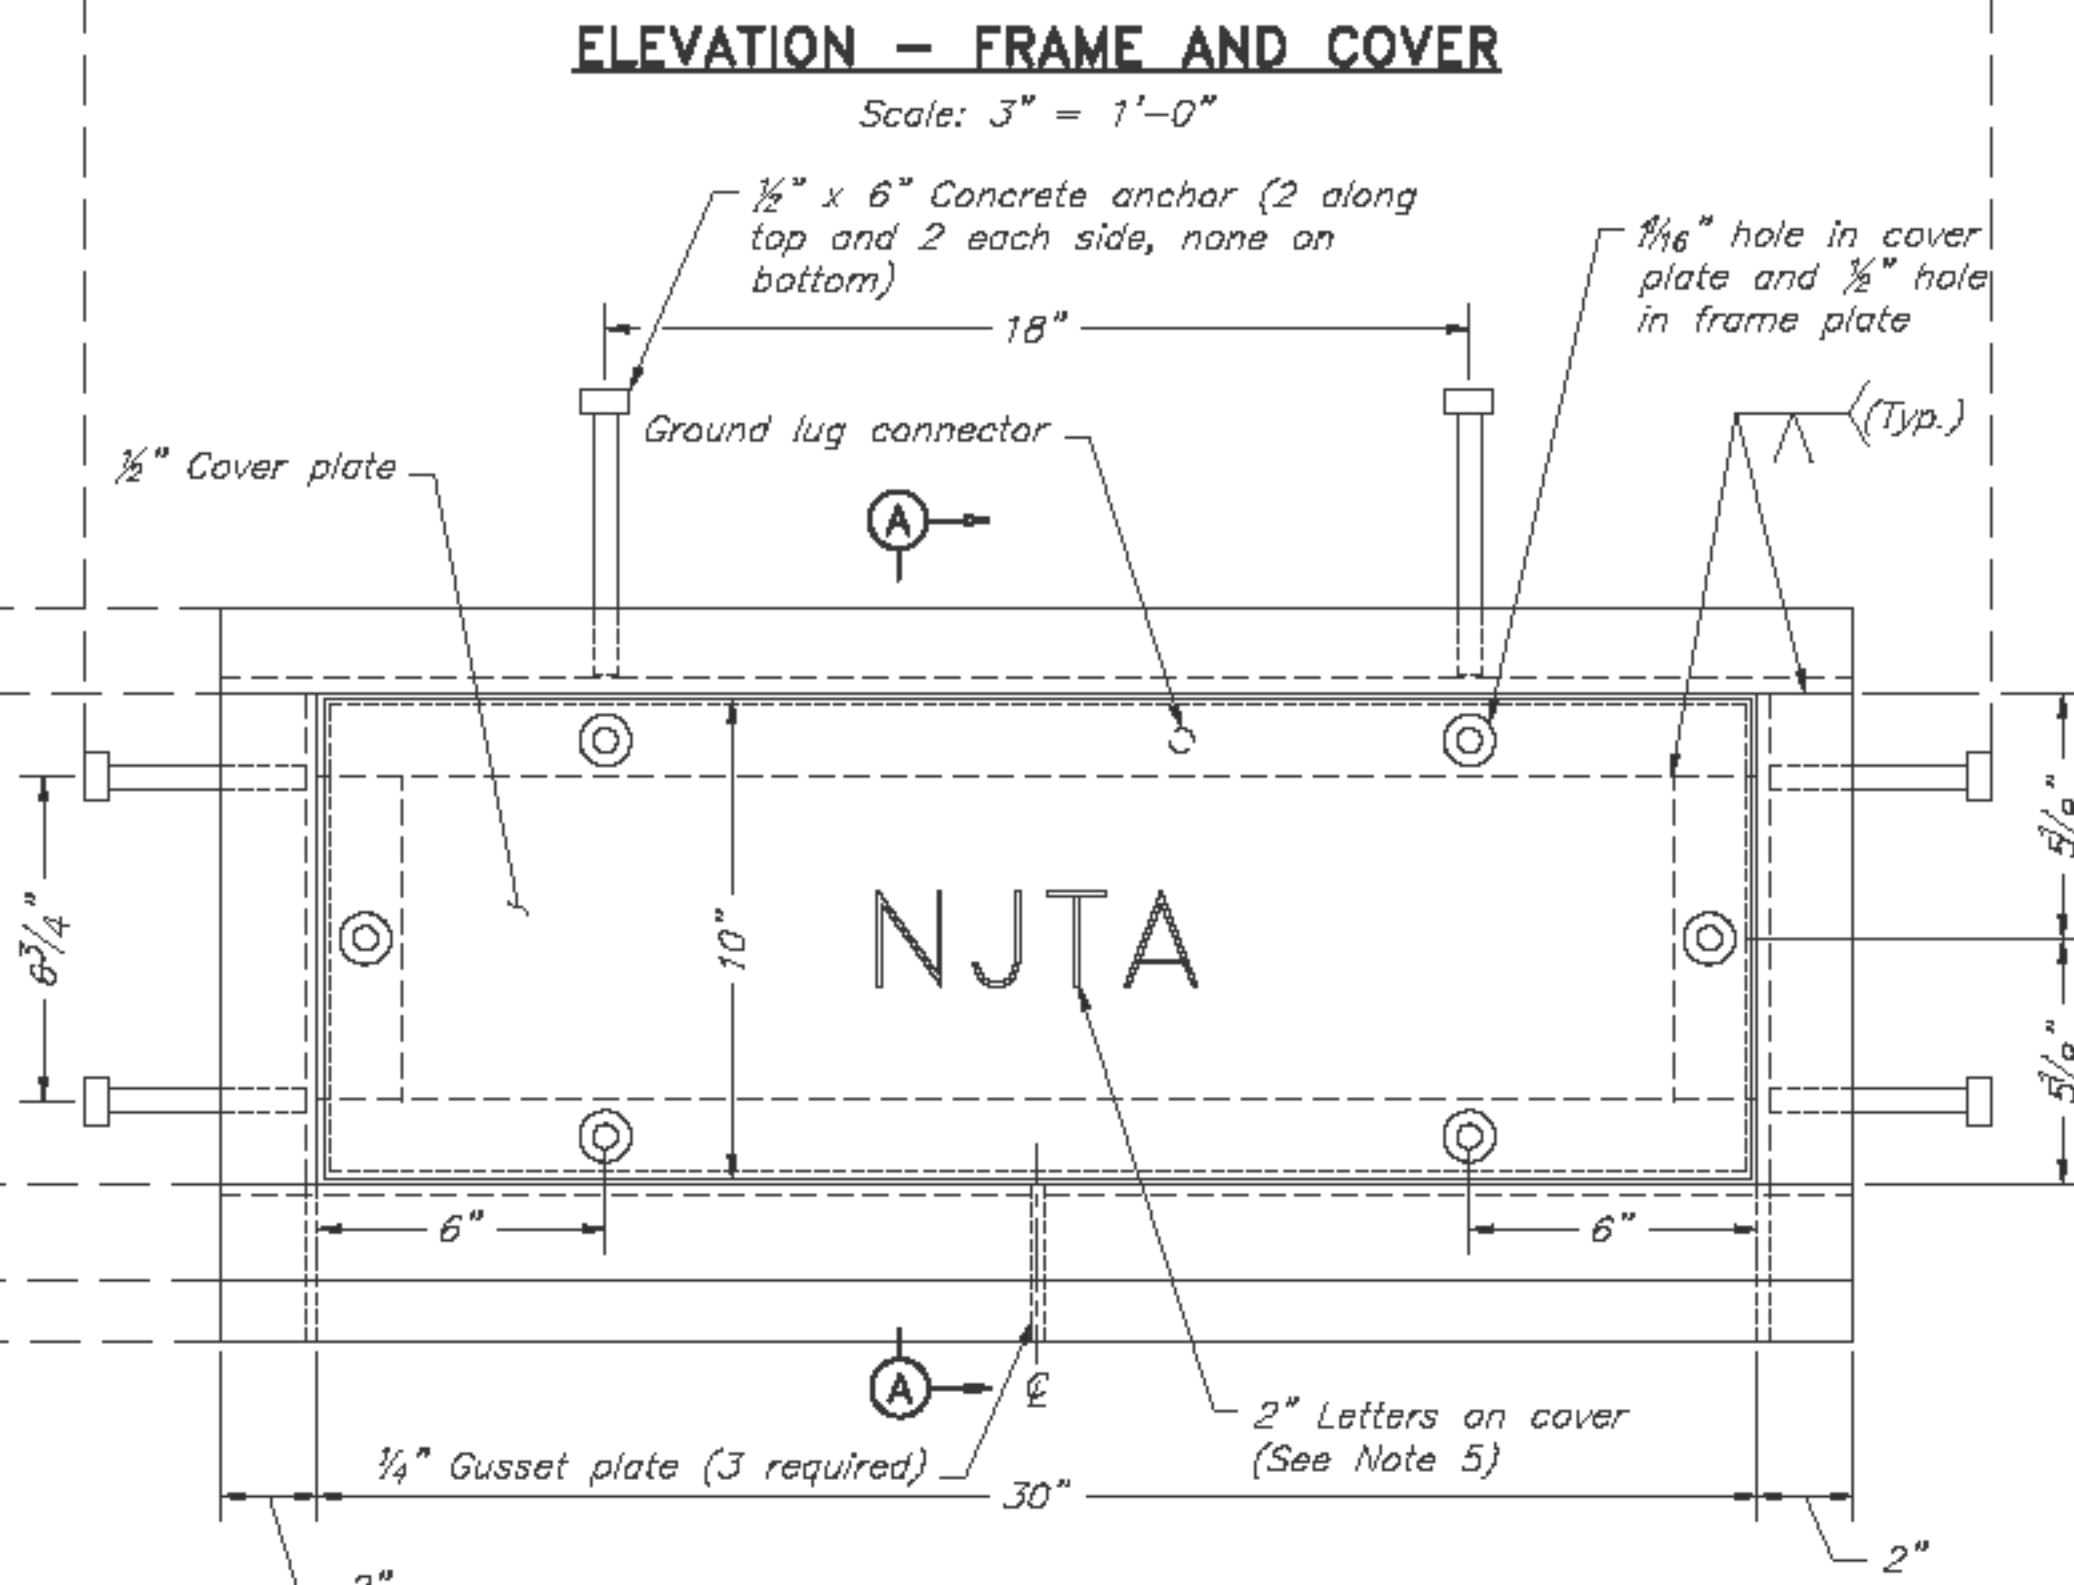 ELEVATION – FRAME AND COVER
Scale: 3" = 1'-0"
½" x 6" Concrete anchor (2 along
top and 2 each side, none on
bottom)
hole in cover
plate and ½" hole
in frame plate
18"
Ground lug connector
(Typ.)
½" Cover plate
A
6¾"
10"
NJTA
6"
6"
A
℄
2" Letters on cover
(See Note 5)
¼" Gusset plate (3 required)
30"
2"
2"